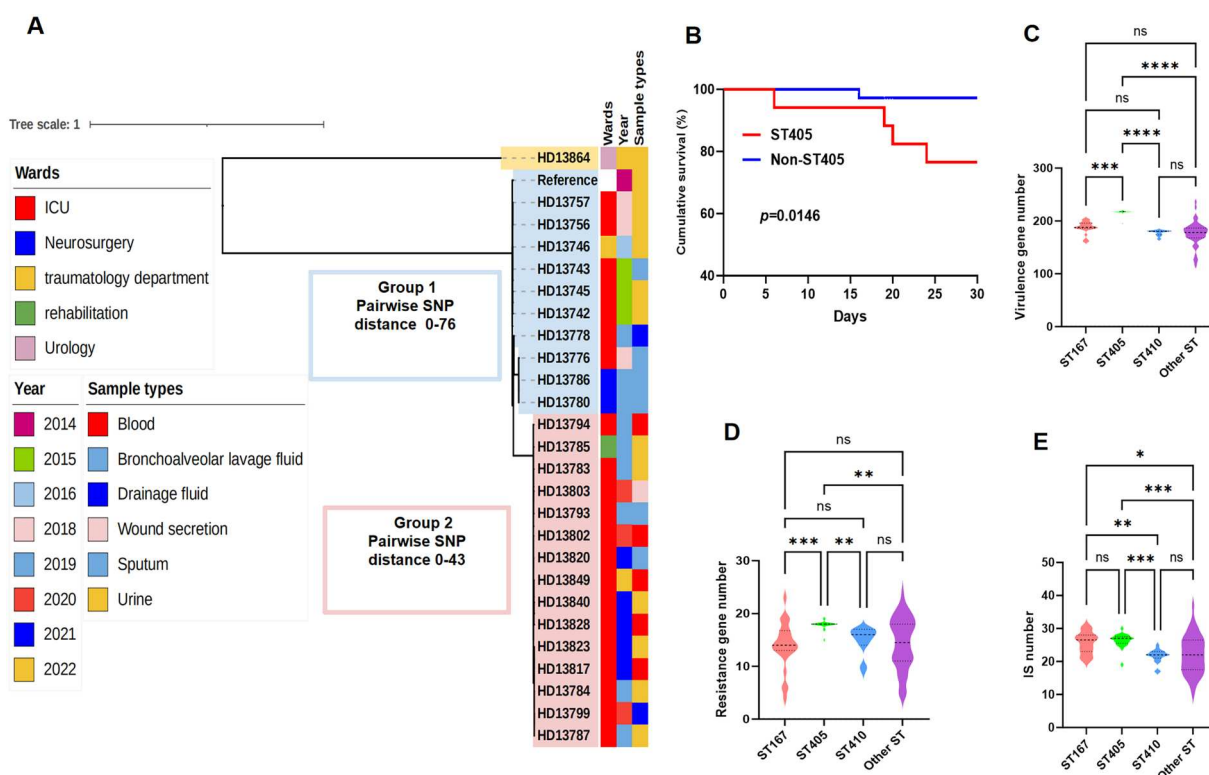 A
Tree scale: 1
Wards
ICU
Neurosurgery
traumatology department
rehabilitation
Urology
Year
2014
2015
2016
2018
2019
2020
2021
2022
Sample types
Blood
Bronchoalveolar lavage fluid
Drainage fluid
Wound secretion
Sputum
Urine
Group 1
Pairwise SNP
distance 0-76
Group 2
Pairwise SNP
distance 0-43
Wards
Year
Sample types
HD13864
Reference
HD13757
HD13756
HD13746
HD13743
HD13745
HD13742
HD13778
HD13776
HD13786
HD13780
HD13794
HD13785
HD13783
HD13803
HD13793
HD13802
HD13820
HD13849
HD13840
HD13828
HD13823
HD13817
HD13784
HD13799
HD13787
B
Cumulative survival (%)
100
80
60
40
ST405
Non-ST405
p=0.0146
0 5 10 15 20 25 30
Days
C
ns
****
ns
****
*** ns
Virulence gene number
300
200
100
0
ST167 ST405 ST410 Other ST
D
ns
**
ns
*** ** ns
Resistance gene number
30
20
10
0
ST167 ST405 ST410 Other ST
E
*
***
**
ns *** ns
IS number
50
40
30
20
10
0
ST167 ST405 ST410 Other ST